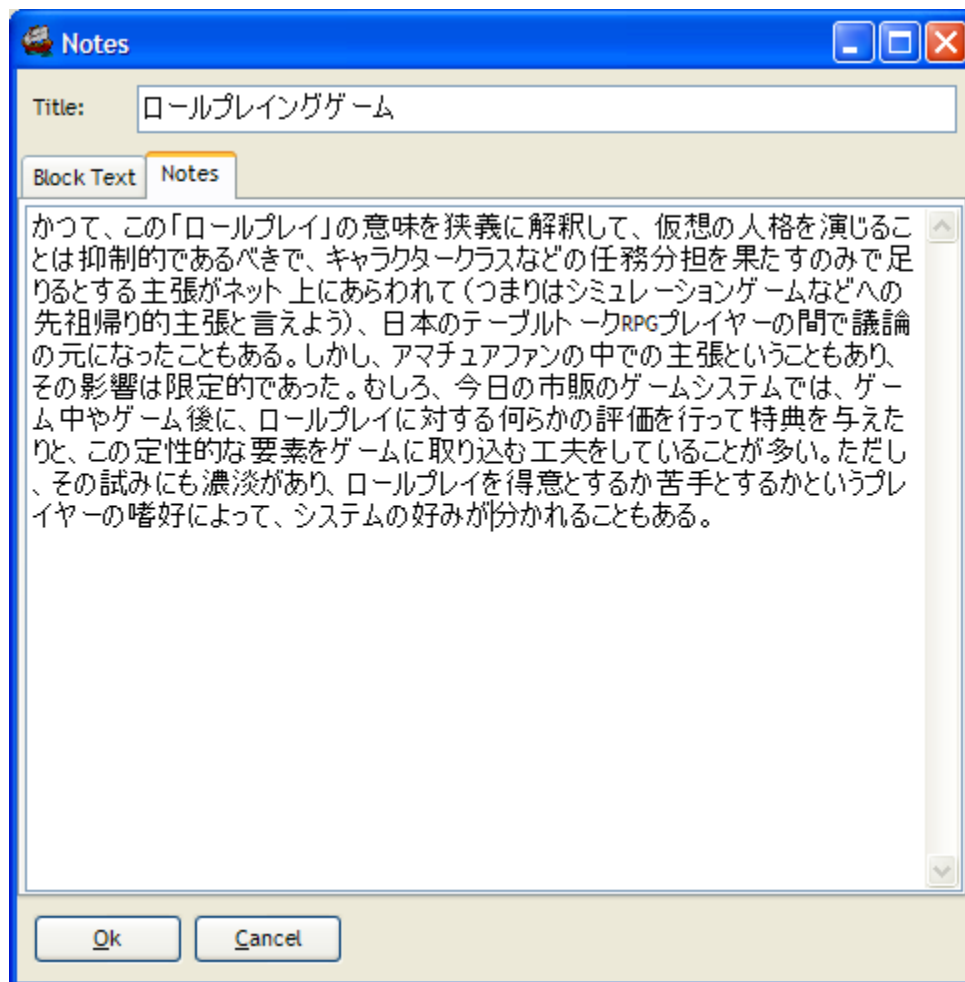 Notes
Title: ロールプレイングゲーム
Block Text Notes
かつて、この「ロールプレイ」の意味を狭義に解釈して、仮想の人格を演じるこ
とは抑制的であるべきで、キャラクタークラスなどの任務分担を果たすのみで足
りるとする主張がネット上にあらわれて(つまりはシミュレーションゲームなどへの
先祖帰り的主張と言えよう)、日本のテーブルトークRPGプレイヤーの間で議論
の元になったこともある。しかし、アマチュアファンの中での主張ということもあり、
その影響は限定的であった。むしろ、今日の市販のゲームシステムでは、ゲー
ム中やゲーム後に、ロールプレイに対する何らかの評価を行って特典を与えた
りと、この定性的な要素をゲームに取り込む工夫をしていることが多い。ただし
、その試みにも濃淡があり、ロールプレイを得意とするか苦手とするかというプレ
イヤーの嗜好によって、システムの好みが分かれることもある。
Ok Cancel